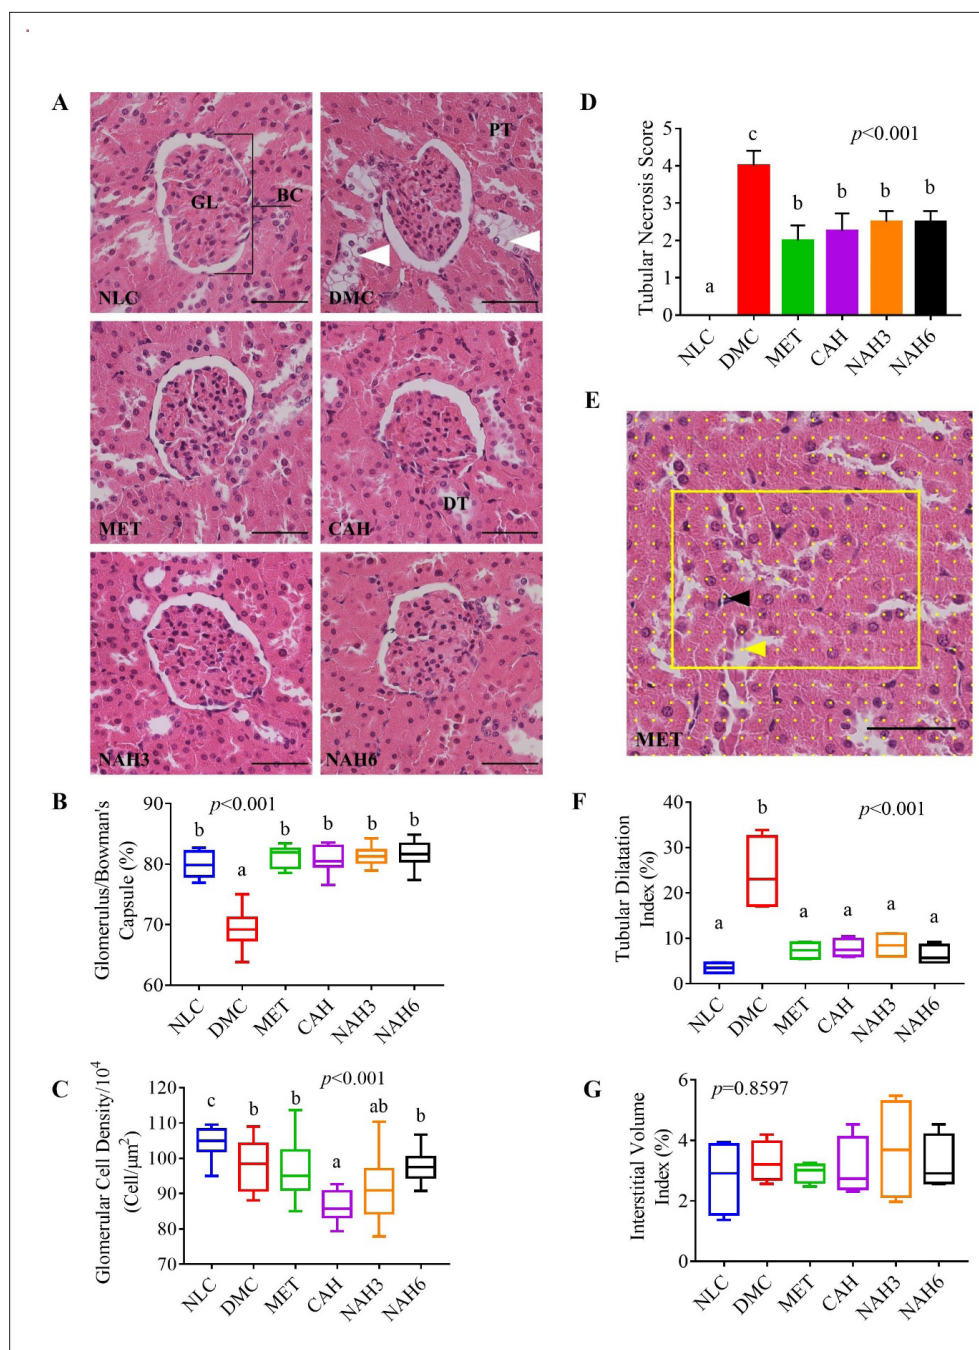 A
GL
BC
NLC
PT
DMC
MET
DT
CAH
NAH3
NAH6
B
p<0.001
Glomerulus/Bowman's
Capsule (%)
90
80
70
60
b
a
b
b
b
b
NLC
DMC
MET
CAH
NAH3
NAH6
C
p<0.001
Glomerular Cell Density/10⁴
(Cell/μm²)
120
110
100
90
80
70
c
b
b
a
ab
b
NLC
DMC
MET
CAH
NAH3
NAH6
D
p<0.001
Tubular Necrosis Score
5
4
3
2
1
0
a
c
b
b
b
b
NLC
DMC
MET
CAH
NAH3
NAH6
E
MET
F
p<0.001
Tubular Dilatation
Index (%)
40
30
20
10
0
a
b
a
a
a
a
NLC
DMC
MET
CAH
NAH3
NAH6
G
p=0.8597
Interstitial Volume
Index (%)
6
4
2
0
NLC
DMC
MET
CAH
NAH3
NAH6